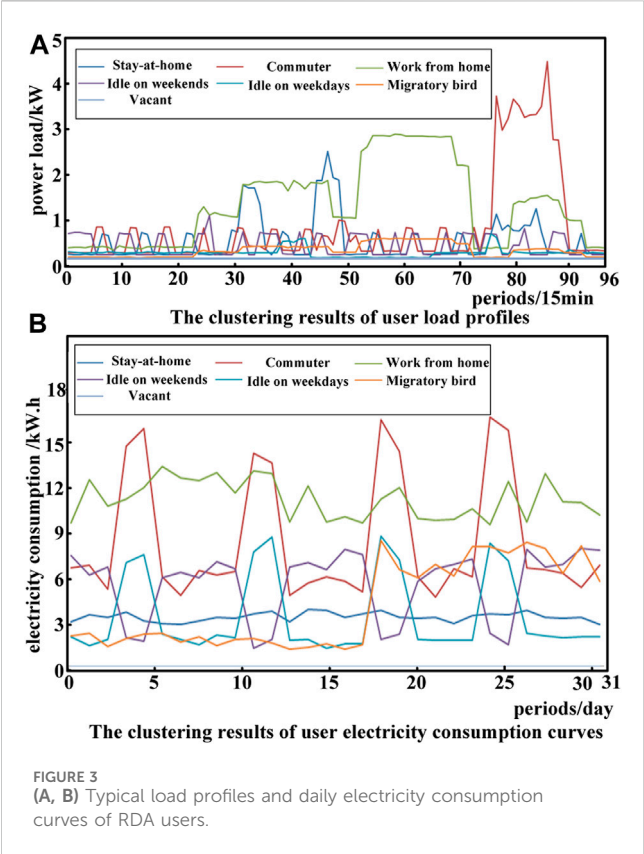 A
5
4
3
2
1
0
power load/kW
Stay-at-home Commuter Work from home
Idle on weekends Idle on weekdays Migratory bird
Vacant
0 10 20 30 40 50 60 70 80 90 96
periods/15min
The clustering results of user load profiles
B
18
15
12
9
6
3
0
electricity consumption /kW.h
Stay-at-home Commuter Work from home
Idle on weekends Idle on weekdays Migratory bird
Vacant
0 5 10 15 20 25 30 31
periods/day
The clustering results of user electricity consumption curves
FIGURE 3
(A, B) Typical load profiles and daily electricity consumption
curves of RDA users.